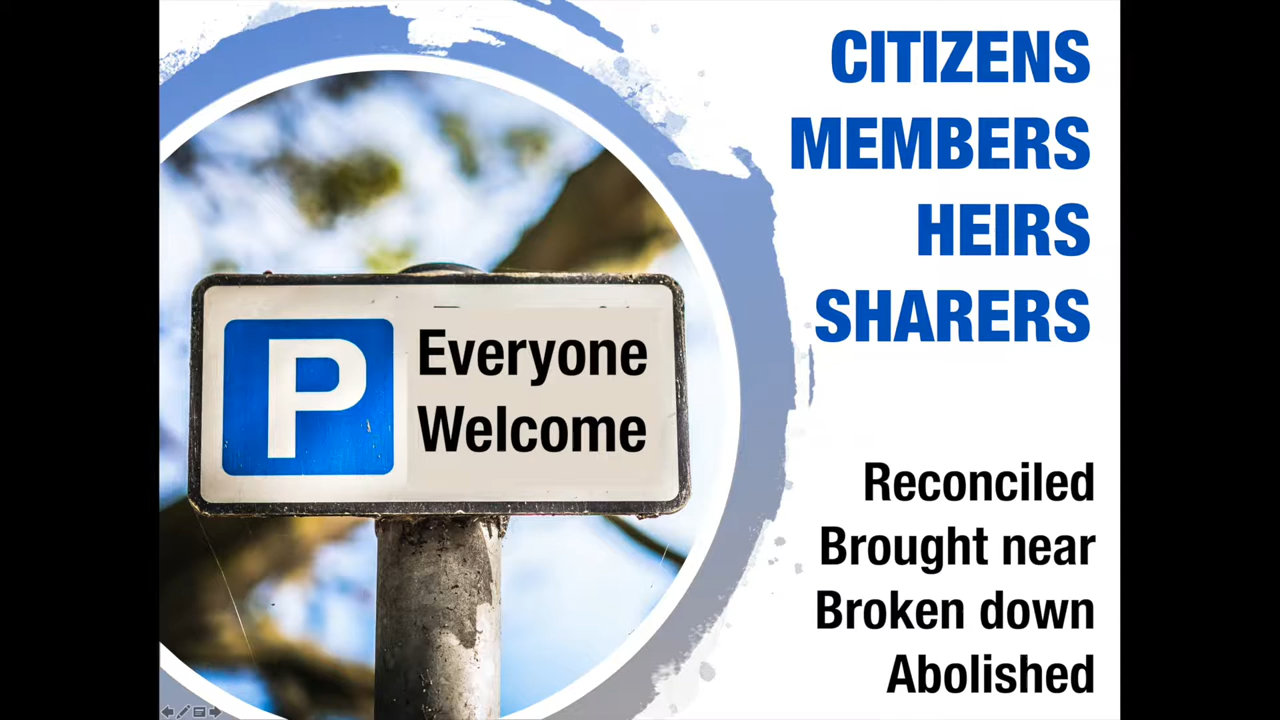 CITIZENS
MEMBERS
HEIRS
SHARERS
P
Everyone
Welcome
Reconciled
Brought near
Broken down
Abolished